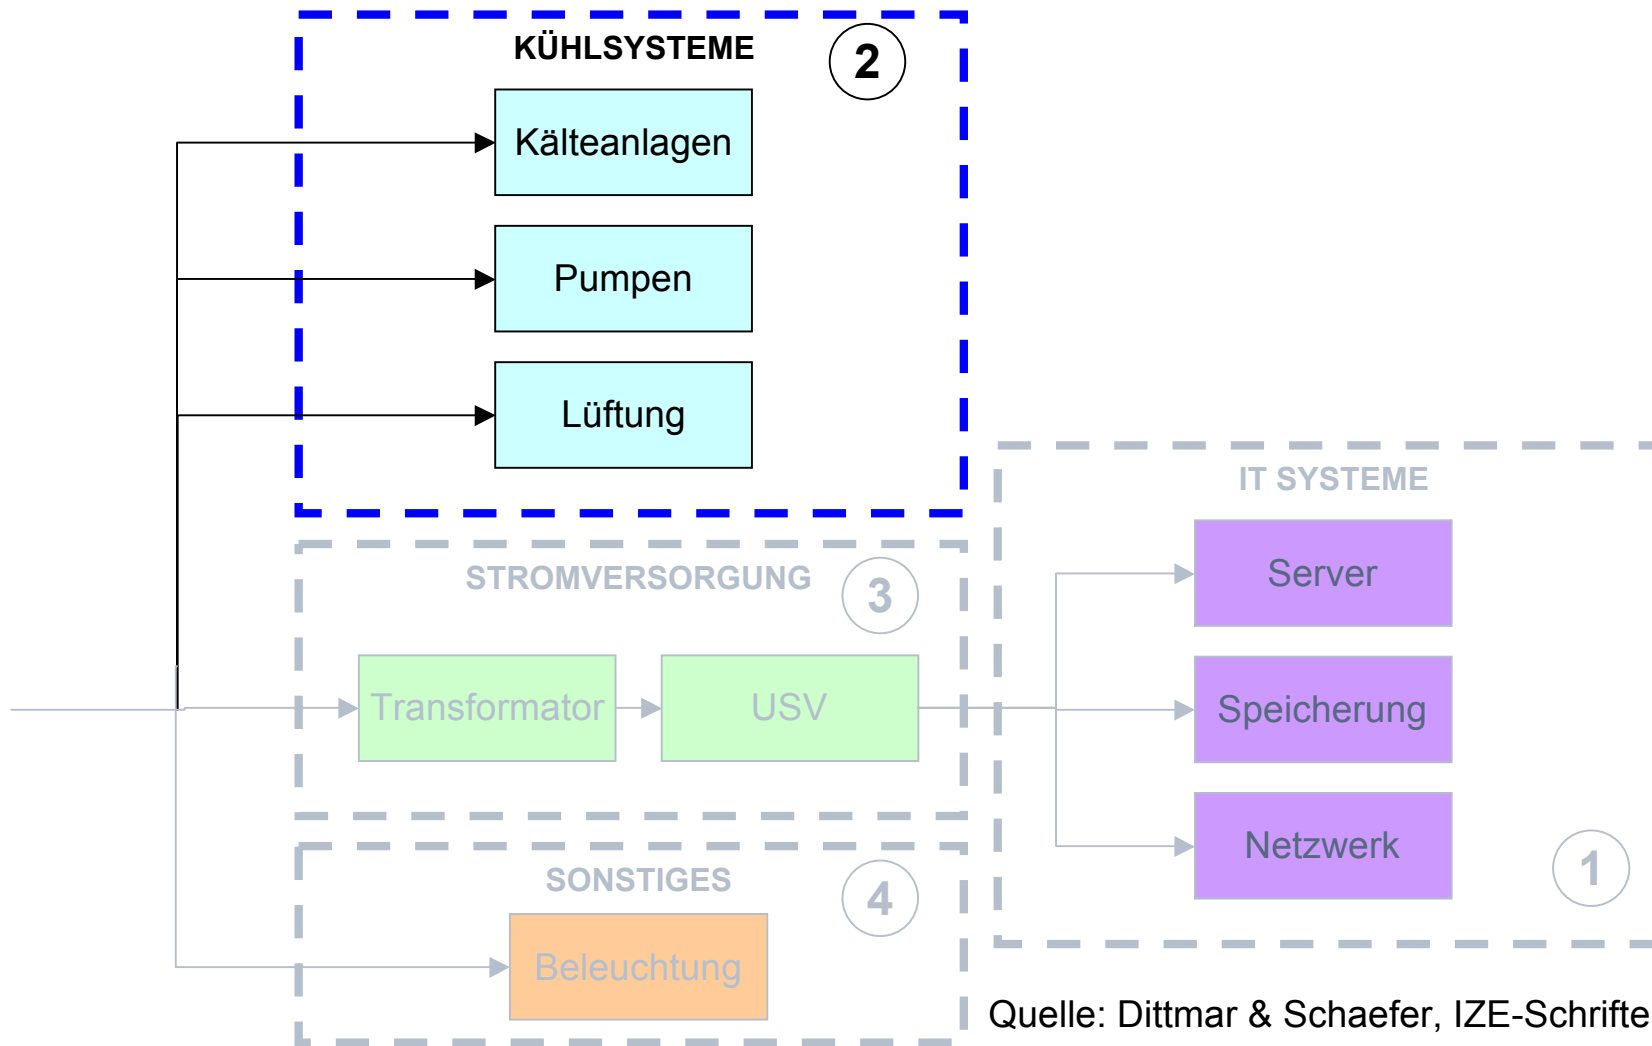 KÜHLSYSTEME
2
Kälteanlagen
Pumpen
Lüftung
STROMVERSORGUNG
3
Transformator
USV
SONSTIGES
4
Beleuchtung
IT SYSTEME
Server
Speicherung
Netzwerk
1
Quelle: Dittmar & Schaefer, IZE-Schrifte